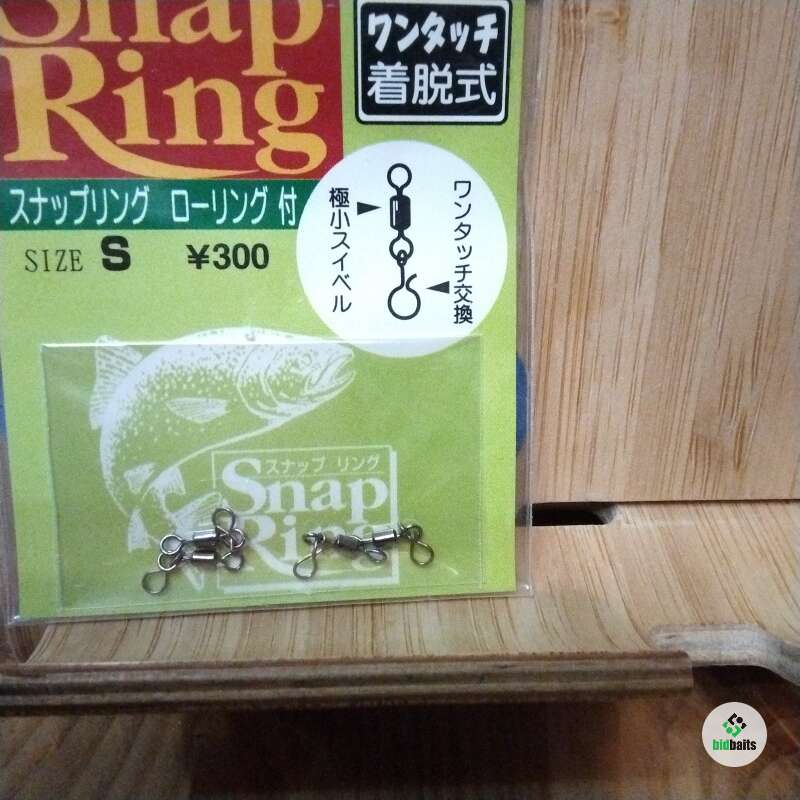 Snap
Ring
ワンタッチ
着脱式
スナップリング ローリング付
SIZE S ¥300
極小スイベル
ワンタッチ交換
スナップ リング
Snap
Ring
bidbaits